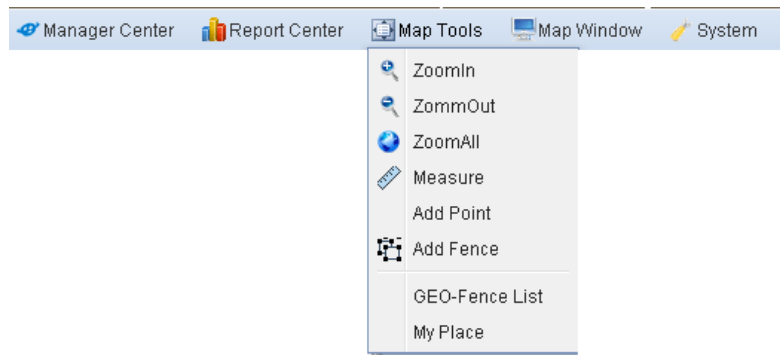 Manager Center Report Center Map Tools Map Window System
ZoomIn
ZommOut
ZoomAll
Measure
Add Point
Add Fence
GEO-Fence List
My Place